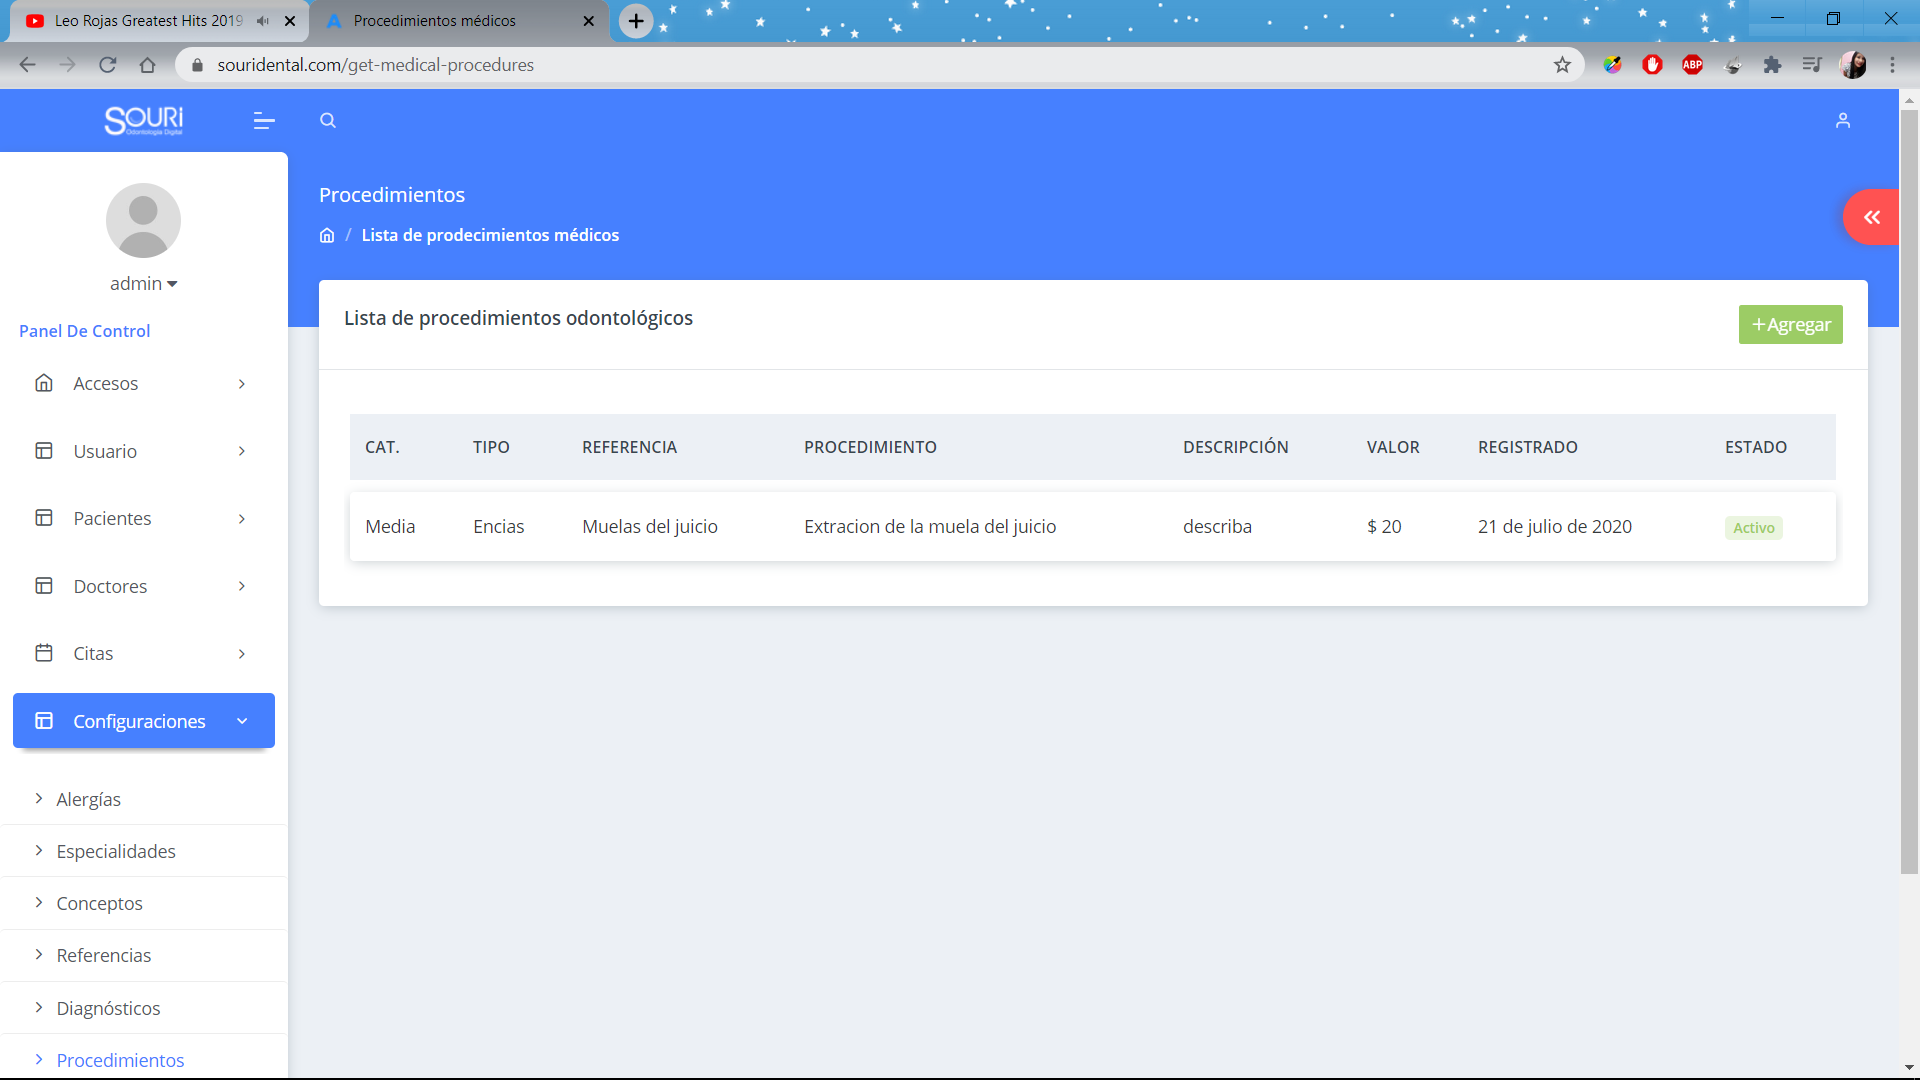 Leo Rojas Greatest Hits 2019
Procedimientos médicos
souridental.com/get-medical-procedures
ABP
SOURI
Odontología Digital
Procedimientos
/ Lista de prodecimientos médicos
admin
Panel De Control
Accesos
Usuario
Pacientes
Doctores
Citas
Configuraciones
Alergías
Especialidades
Conceptos
Referencias
Diagnósticos
Procedimientos
Lista de procedimientos odontológicos
+Agregar
CAT. TIPO REFERENCIA PROCEDIMIENTO DESCRIPCIÓN VALOR REGISTRADO ESTADO
Media Encias Muelas del juicio Extracion de la muela del juicio describa $ 20 21 de julio de 2020 Activo